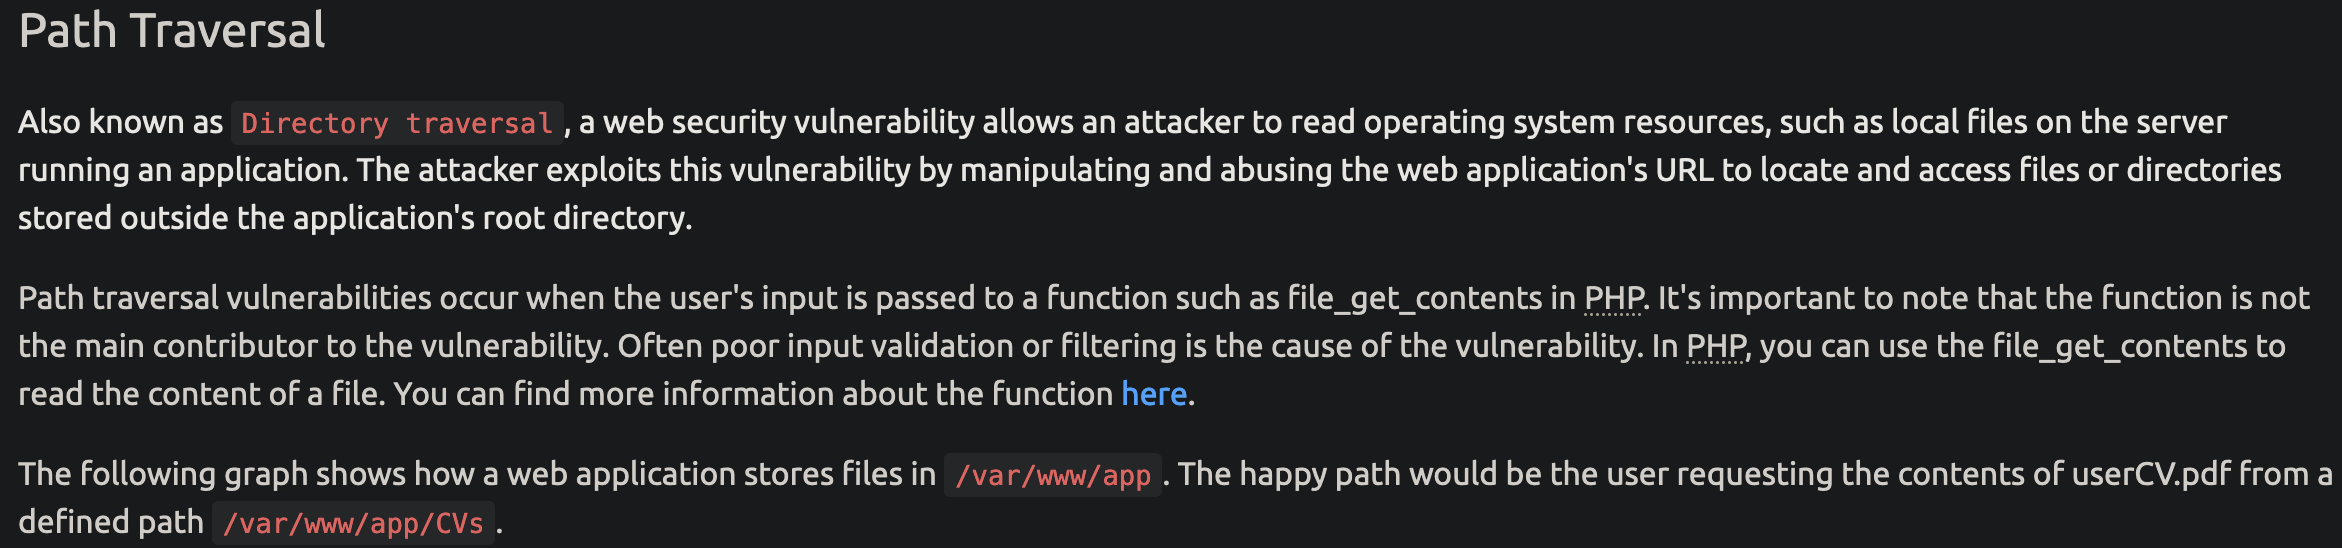 Path Traversal
Also known as Directory traversal, a web security vulnerability allows an attacker to read operating system resources, such as local files on the server
running an application. The attacker exploits this vulnerability by manipulating and abusing the web application's URL to locate and access files or directories
stored outside the application's root directory.
Path traversal vulnerabilities occur when the user's input is passed to a function such as file_get_contents in PHP. It's important to note that the function is not
the main contributor to the vulnerability. Often poor input validation or filtering is the cause of the vulnerability. In PHP, you can use the file_get_contents to
read the content of a file. You can find more information about the function here.
The following graph shows how a web application stores files in /var/www/app. The happy path would be the user requesting the contents of userCV.pdf from a
defined path /var/www/app/CVs.